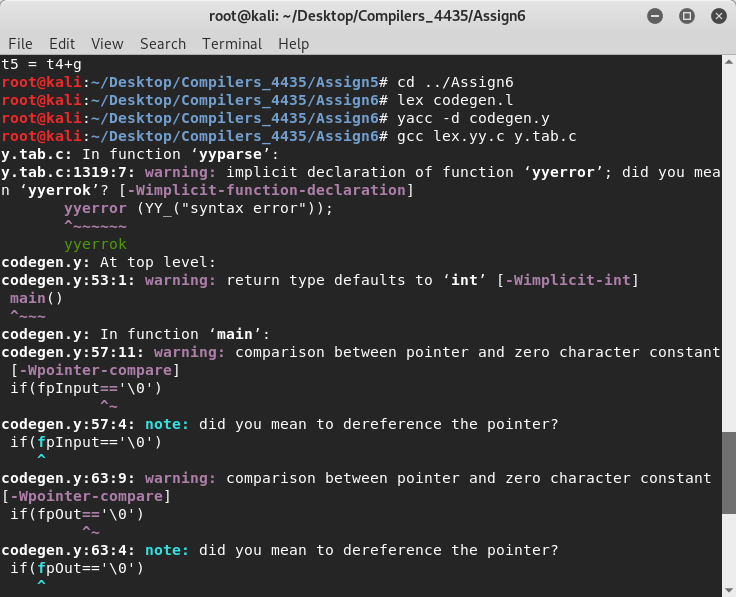 root@kali: ~/Desktop/Compilers_4435/Assign6
File Edit View Search Terminal Help
t5 = t4+g
root@kali:~/Desktop/Compilers_4435/Assign5# cd ../Assign6
root@kali:~/Desktop/Compilers_4435/Assign6# lex codegen.l
root@kali:~/Desktop/Compilers_4435/Assign6# yacc -d codegen.y
root@kali:~/Desktop/Compilers_4435/Assign6# gcc lex.yy.c y.tab.c
y.tab.c: In function ‘yyparse’:
y.tab.c:1319:7: warning: implicit declaration of function ‘yyerror’; did you mea
n ‘yyerrok’? [-Wimplicit-function-declaration]
       yyerror (YY_("syntax error"));
       ^~~~~~~
       yyerrok
codegen.y: At top level:
codegen.y:53:1: warning: return type defaults to ‘int’ [-Wimplicit-int]
 main()
 ^~~~
codegen.y: In function ‘main’:
codegen.y:57:11: warning: comparison between pointer and zero character constant
 [-Wpointer-compare]
 if(fpInput=='\0')
           ^~
codegen.y:57:4: note: did you mean to dereference the pointer?
 if(fpInput=='\0')
    ^
codegen.y:63:9: warning: comparison between pointer and zero character constant
[-Wpointer-compare]
 if(fpOut=='\0')
         ^~
codegen.y:63:4: note: did you mean to dereference the pointer?
 if(fpOut=='\0')
    ^